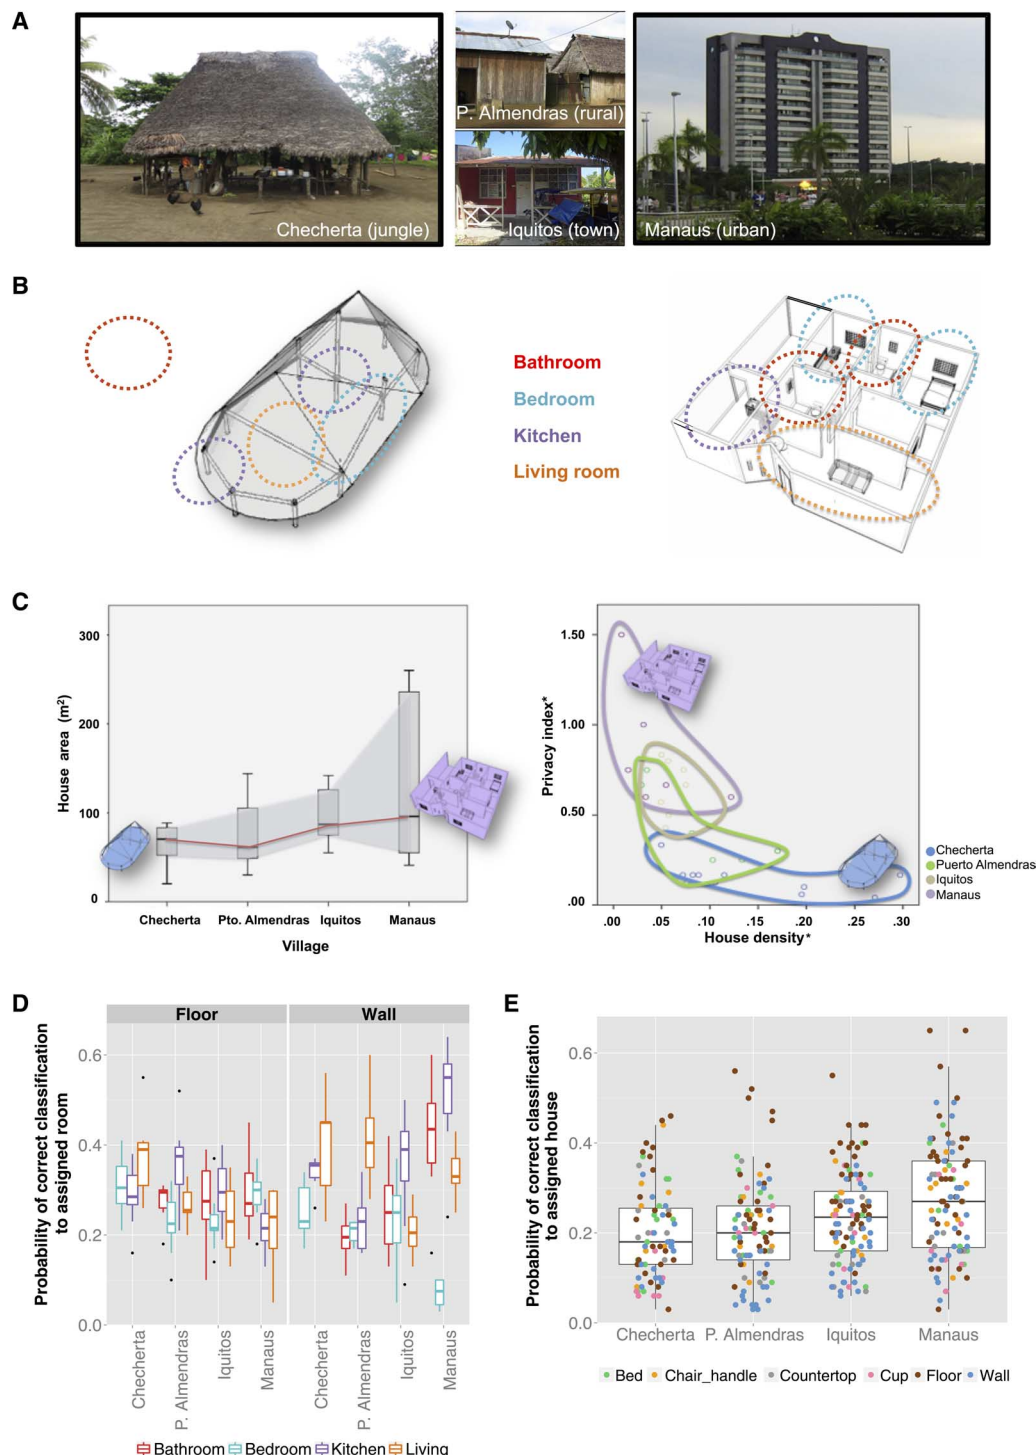 A
Checherta (jungle)
P. Almendras (rural)
Iquitos (town)
Manaus (urban)
B
Bathroom
Bedroom
Kitchen
Living room
C
House area (m²)
300
200
100
0
Checherta
Pto. Almendras
Iquitos
Manaus
Village
Privacy index*
1.50
1.00
0.50
.00
.00
.05
.10
.15
.20
.25
.30
House density*
Checherta
Puerto Almendras
Iquitos
Manaus
D
Floor
Wall
Probability of correct classification
to assigned room
0.6
0.4
0.2
0.0
Checherta
P. Almendras
Iquitos
Manaus
Checherta
P. Almendras
Iquitos
Manaus
Bathroom Bedroom Kitchen Living
E
Probability of correct classification
to assigned house
0.6
0.4
0.2
0.0
Checherta
P. Almendras
Iquitos
Manaus
Bed Chair_handle Countertop Cup Floor Wall